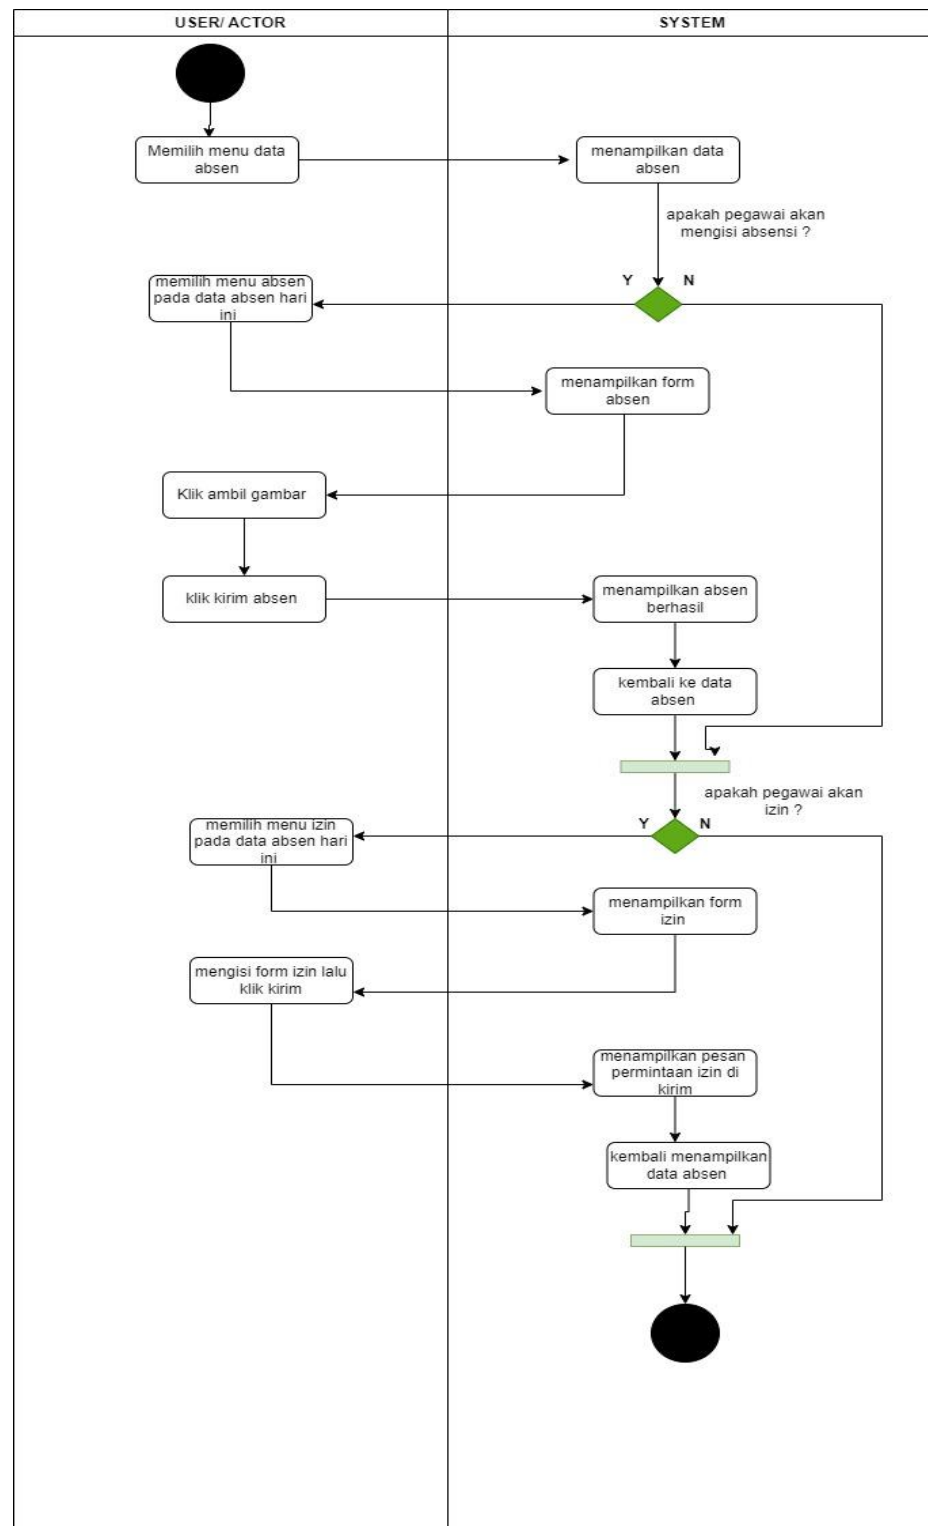 USER/ ACTOR
SYSTEM
Memilih menu data
absen
menampilkan data
absen
apakah pegawai akan
mengisi absensi ?
Y
N
memilih menu absen
pada data absen hari
ini
menampilkan form
absen
Klik ambil gambar
klik kirim absen
menampilkan absen
berhasil
kembali ke data
absen
apakah pegawai akan
izin ?
Y
N
memilih menu izin
pada data absen hari
ini
menampilkan form
izin
mengisi form izin lalu
klik kirim
menampilkan pesan
permintaan izin di
kirim
kembali menampilkan
data absen